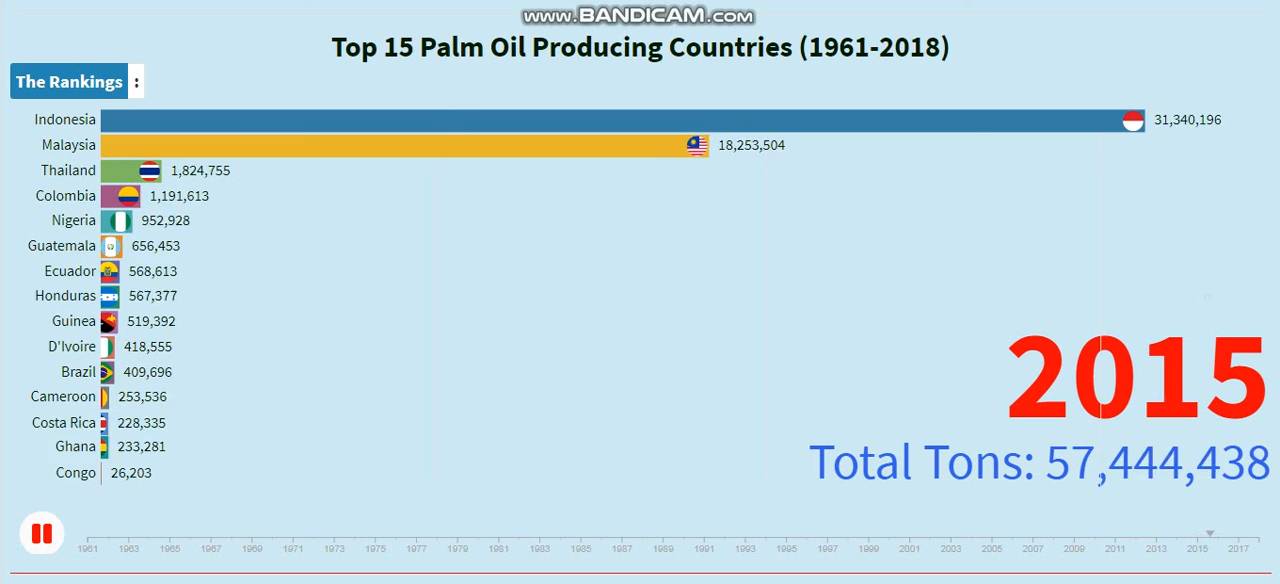 www.BANDICAM.com
Top 15 Palm Oil Producing Countries (1961-2018)
The Rankings :
Indonesia 31,340,196
Malaysia 18,253,504
Thailand 1,824,755
Colombia 1,191,613
Nigeria 952,928
Guatemala 656,453
Ecuador 568,613
Honduras 567,377
Guinea 519,392
D'Ivoire 418,555
Brazil 409,696
Cameroon 253,536
Costa Rica 228,335
Ghana 233,281
Congo 26,203
2015
Total Tons: 57,444,438
1961 1963 1965 1967 1969 1971 1973 1975 1977 1979 1981 1983 1985 1987 1989 1991 1993 1995 1997 1999 2001 2003 2005 2007 2009 2011 2013 2015 2017